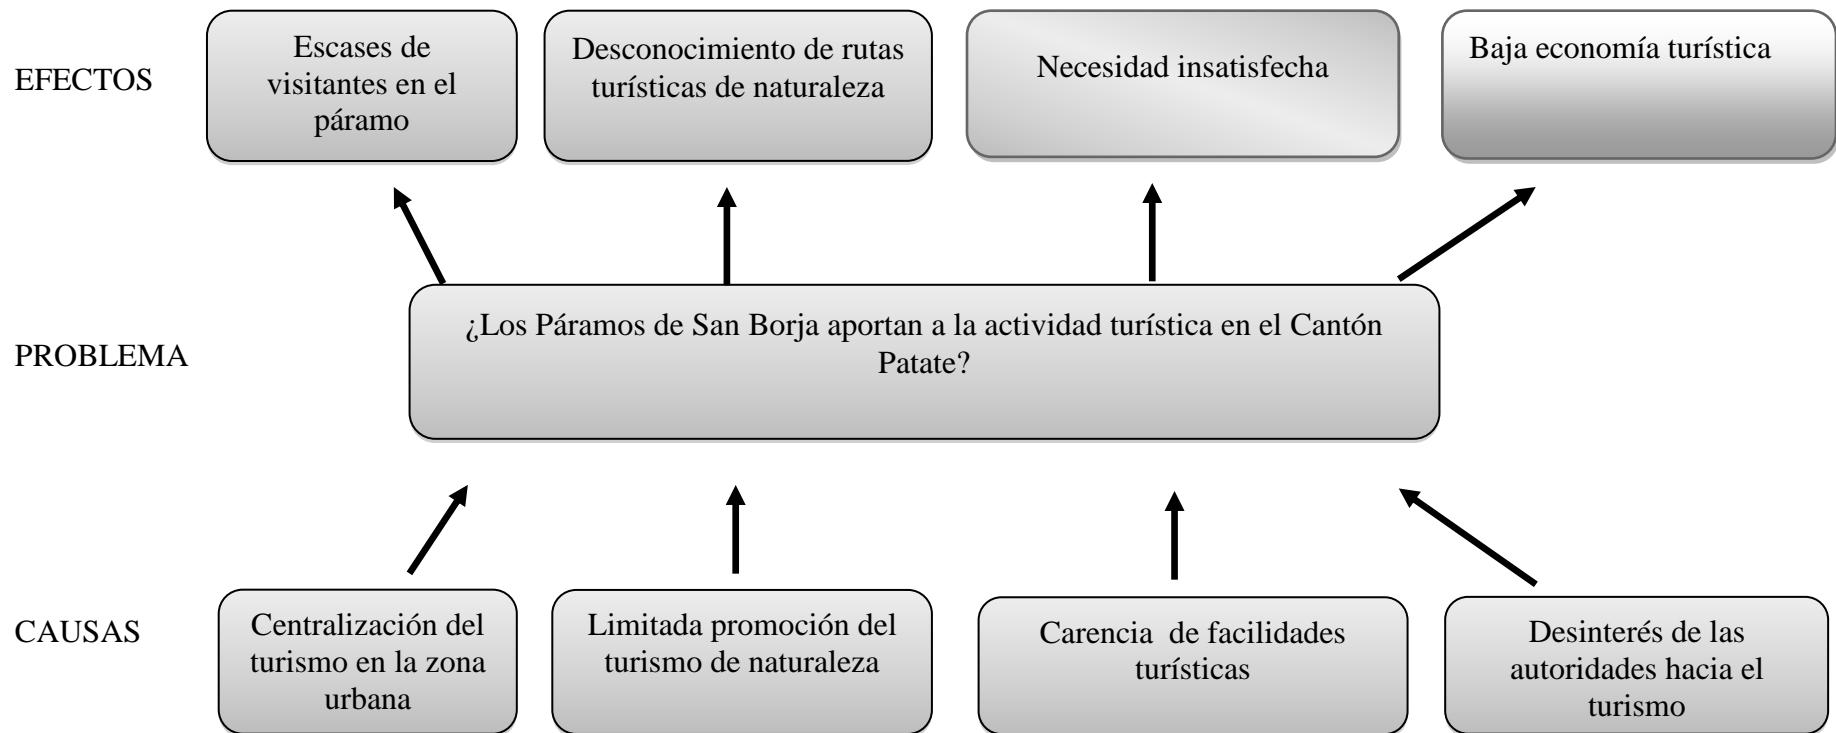 EFECTOS
Escases de
visitantes en el
páramo
Desconocimiento de rutas
turísticas de naturaleza
Necesidad insatisfecha
Baja economía turística
PROBLEMA
¿Los Páramos de San Borja aportan a la actividad turística en el Cantón
Patate?
CAUSAS
Centralización del
turismo en la zona
urbana
Limitada promoción del
turismo de naturaleza
Carencia  de facilidades
turísticas
Desinterés de las
autoridades hacia el
turismo